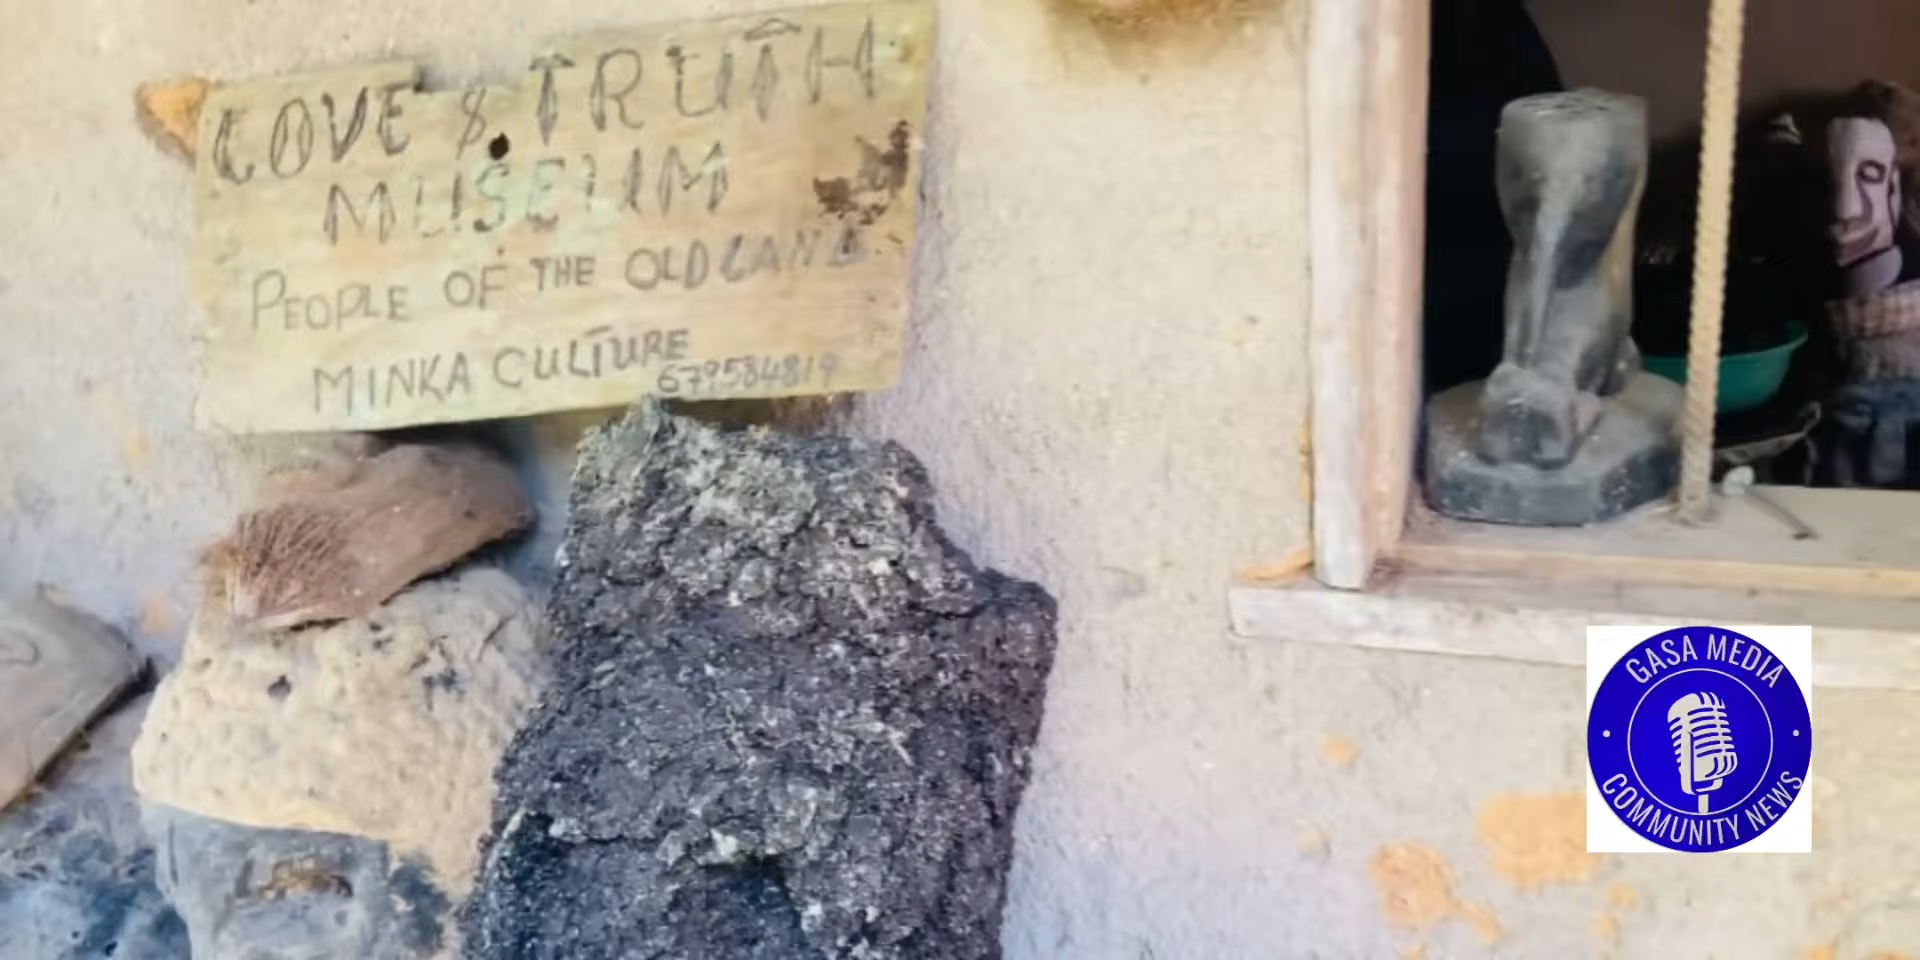 LOVE & TRUTH
MUSEUM
PEOPLE OF THE OLD LAND
MINKA CULTURE
679584819
GASA MEDIA
COMMUNITY NEWS